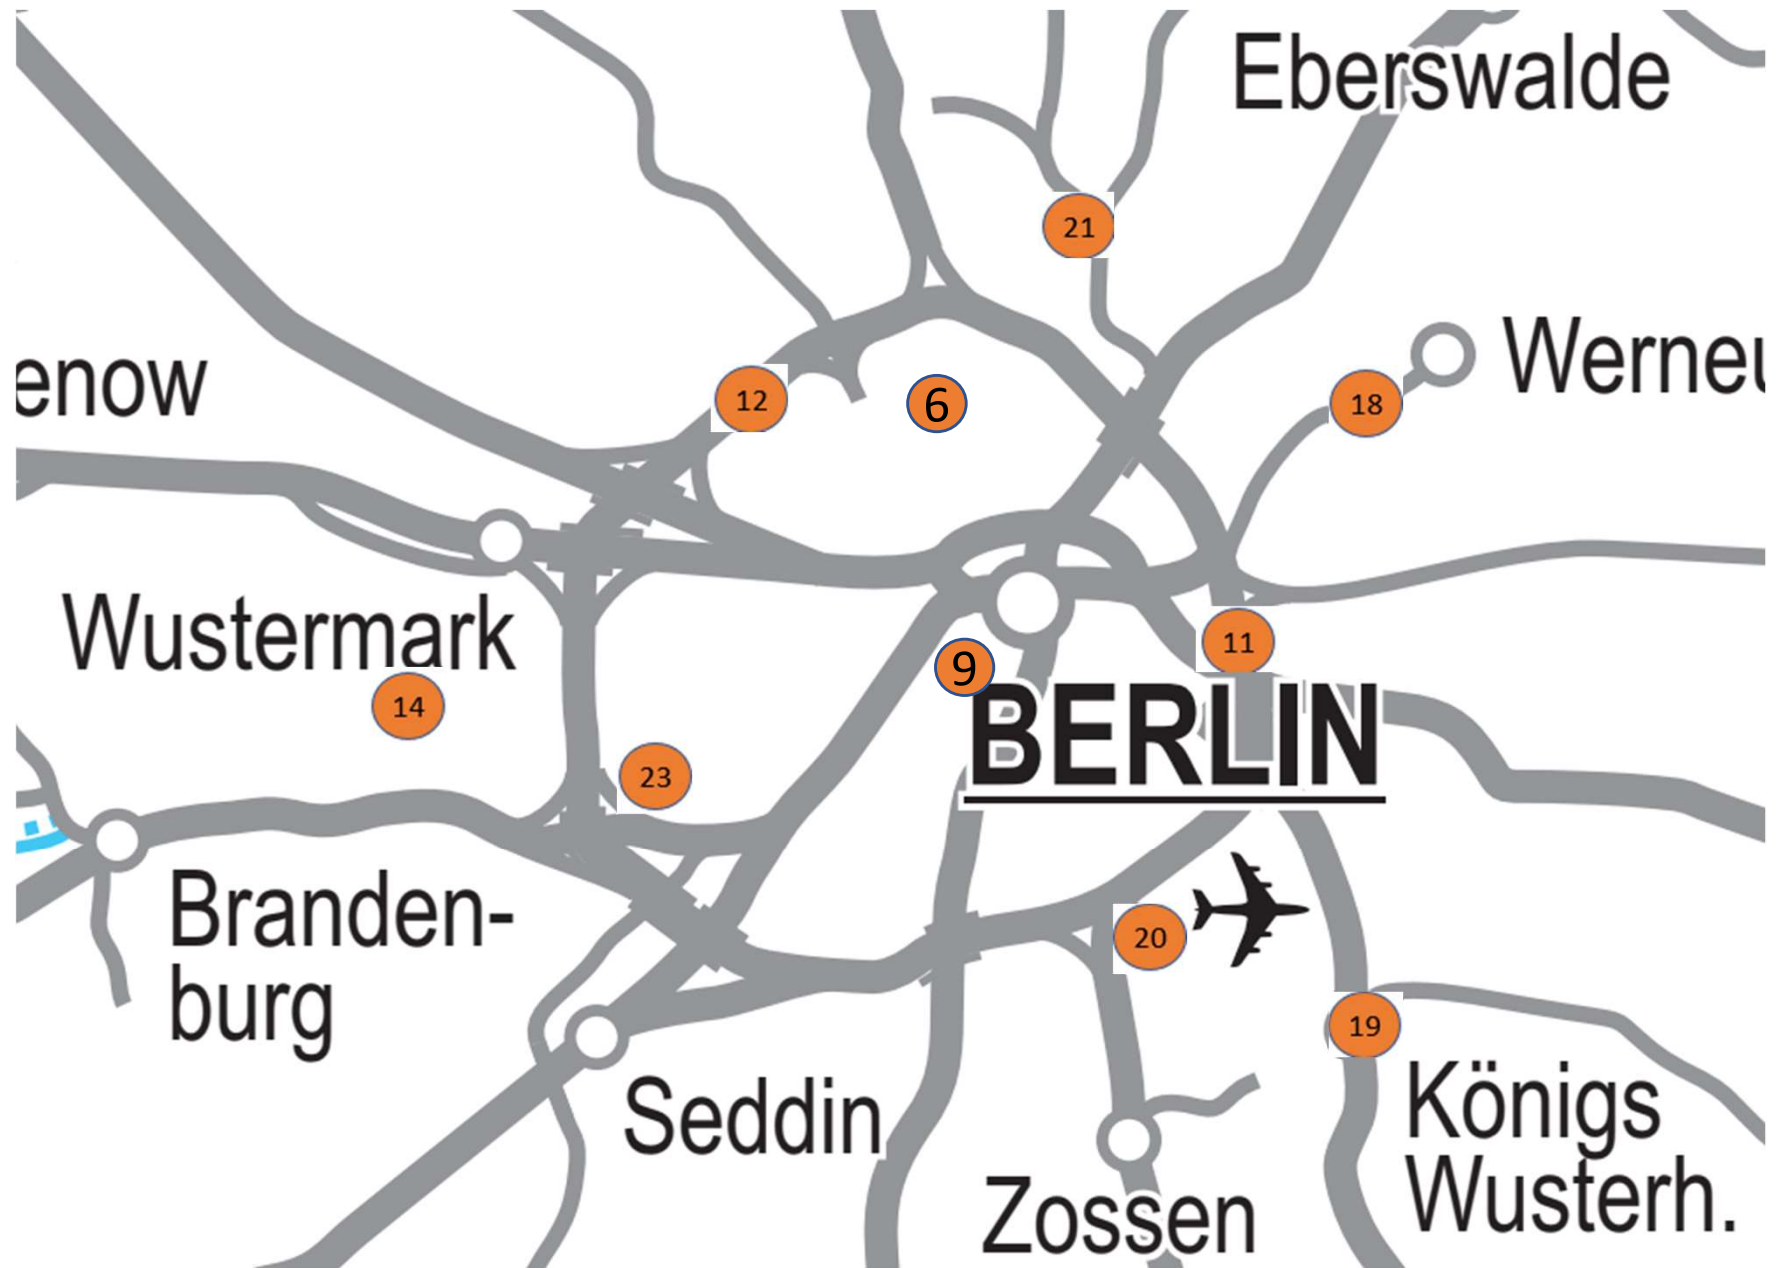 Eberswalde
21
Werneu
enow
12
6
18
Wustermark
11
9
14
BERLIN
23
Branden-
burg
20
19
Seddin
Königs
Wusterh.
Zossen